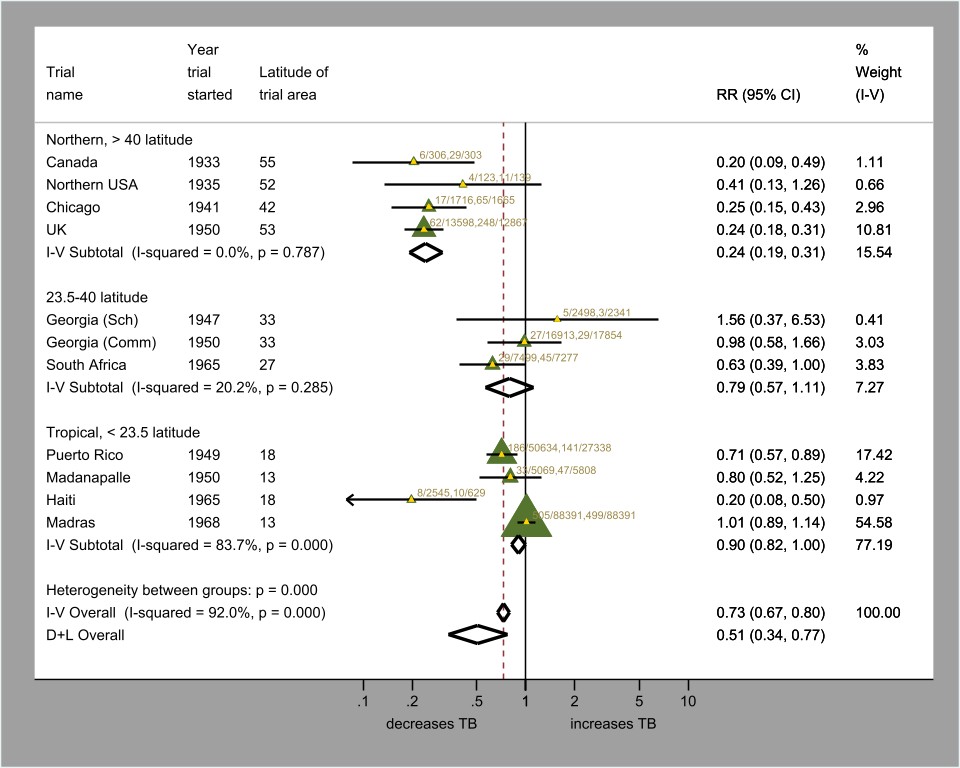 Year %
Trial trial Latitude of Weight
name started trial area RR (95% CI) (I-V)
Northern, > 40 latitude
Canada 1933 55 6/306,29/303 0.20 (0.09, 0.49) 1.11
Northern USA 1935 52 4/123,11/139 0.41 (0.13, 1.26) 0.66
Chicago 1941 42 17/1716,65/1665 0.25 (0.15, 0.43) 2.96
UK 1950 53 62/13598,248/12867 0.24 (0.18, 0.31) 10.81
I-V Subtotal (I-squared = 0.0%, p = 0.787) 0.24 (0.19, 0.31) 15.54
23.5-40 latitude
Georgia (Sch) 1947 33 5/2498,3/2341 1.56 (0.37, 6.53) 0.41
Georgia (Comm) 1950 33 27/16913,29/17854 0.98 (0.58, 1.66) 3.03
South Africa 1965 27 29/7499,45/7277 0.63 (0.39, 1.00) 3.83
I-V Subtotal (I-squared = 20.2%, p = 0.285) 0.79 (0.57, 1.11) 7.27
Tropical, < 23.5 latitude
Puerto Rico 1949 18 186/50634,141/27338 0.71 (0.57, 0.89) 17.42
Madanapalle 1950 13 33/5069,47/5808 0.80 (0.52, 1.25) 4.22
Haiti 1965 18 8/2545,10/629 0.20 (0.08, 0.50) 0.97
Madras 1968 13 505/88391,499/88391 1.01 (0.89, 1.14) 54.58
I-V Subtotal (I-squared = 83.7%, p = 0.000) 0.90 (0.82, 1.00) 77.19
Heterogeneity between groups: p = 0.000
I-V Overall (I-squared = 92.0%, p = 0.000) 0.73 (0.67, 0.80) 100.00
D+L Overall 0.51 (0.34, 0.77)
.1 .2 .5 1 2 5 10
decreases TB increases TB